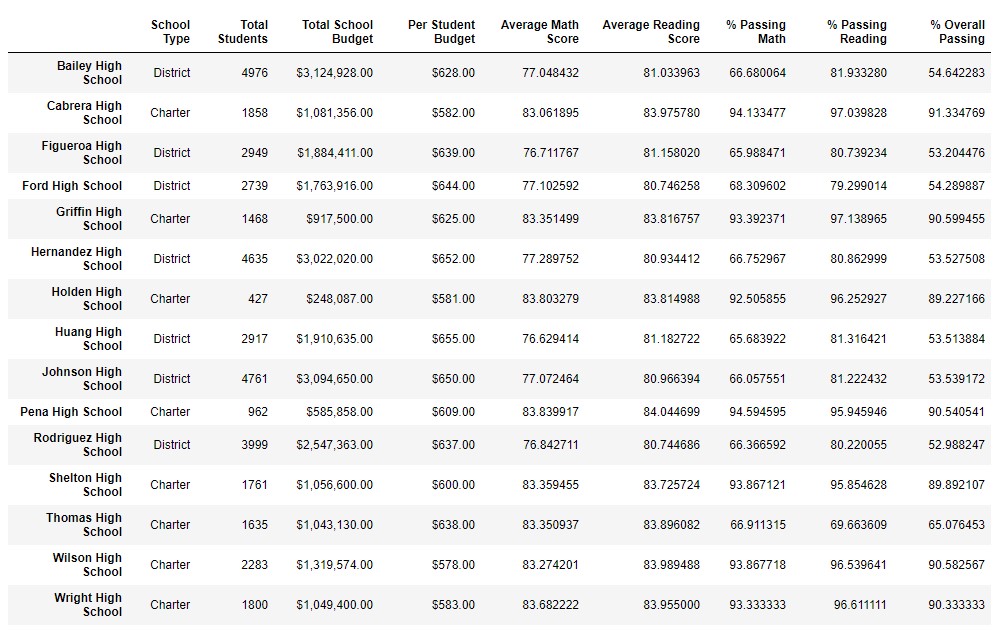 School Type Total Students Total School Budget Per Student Budget Average Math Score Average Reading Score % Passing Math % Passing Reading % Overall Passing
Bailey High School District 4976 $3,124,928.00 $628.00 77.048432 81.033963 66.680064 81.933280 54.642283
Cabrera High School Charter 1858 $1,081,356.00 $582.00 83.061895 83.975780 94.133477 97.039828 91.334769
Figueroa High School District 2949 $1,884,411.00 $639.00 76.711767 81.158020 65.988471 80.739234 53.204476
Ford High School District 2739 $1,763,916.00 $644.00 77.102592 80.746258 68.309602 79.299014 54.289887
Griffin High School Charter 1468 $917,500.00 $625.00 83.351499 83.816757 93.392371 97.138965 90.599455
Hernandez High School District 4635 $3,022,020.00 $652.00 77.289752 80.934412 66.752967 80.862999 53.527508
Holden High School Charter 427 $248,087.00 $581.00 83.803279 83.814988 92.505855 96.252927 89.227166
Huang High School District 2917 $1,910,635.00 $655.00 76.629414 81.182722 65.683922 81.316421 53.513884
Johnson High School District 4761 $3,094,650.00 $650.00 77.072464 80.966394 66.057551 81.222432 53.539172
Pena High School Charter 962 $585,858.00 $609.00 83.839917 84.044699 94.594595 95.945946 90.540541
Rodriguez High School District 3999 $2,547,363.00 $637.00 76.842711 80.744686 66.366592 80.220055 52.988247
Shelton High School Charter 1761 $1,056,600.00 $600.00 83.359455 83.725724 93.867121 95.854628 89.892107
Thomas High School Charter 1635 $1,043,130.00 $638.00 83.350937 83.896082 66.911315 69.663609 65.076453
Wilson High School Charter 2283 $1,319,574.00 $578.00 83.274201 83.989488 93.867718 96.539641 90.582567
Wright High School Charter 1800 $1,049,400.00 $583.00 83.682222 83.955000 93.333333 96.611111 90.333333